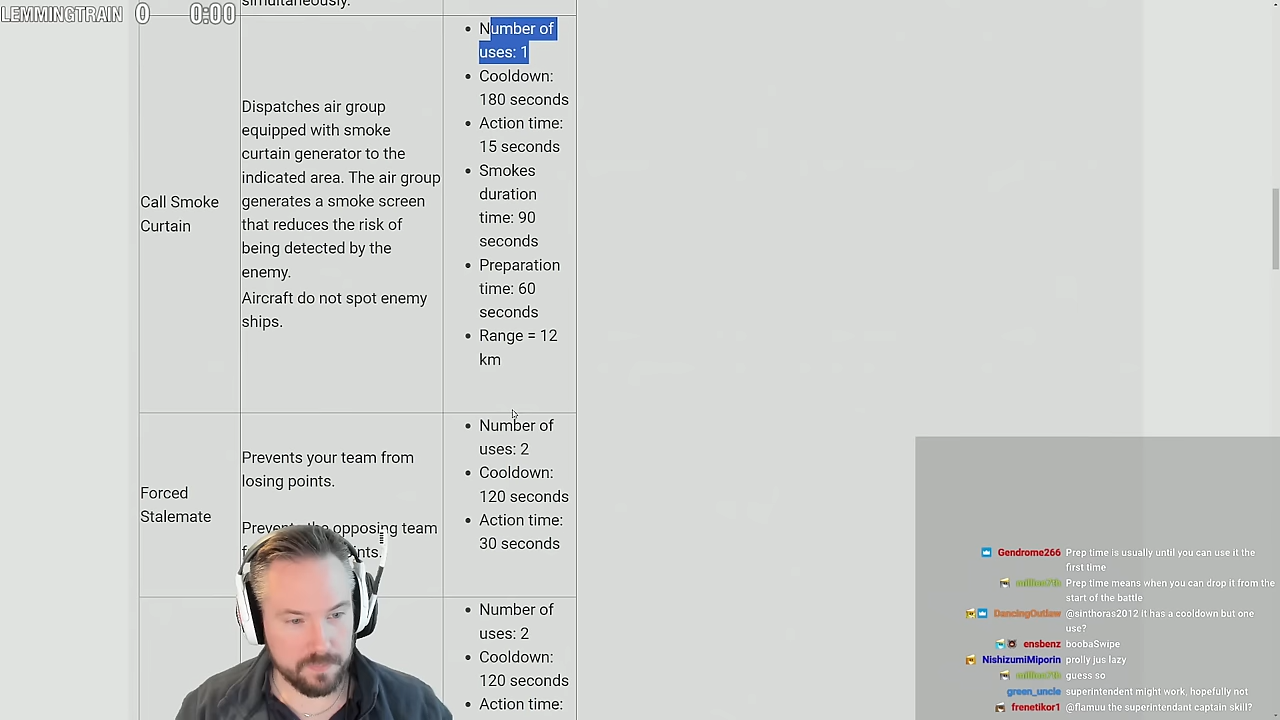 LEMMINGTRAIN 0 0:00
simultaneously.
Call Smoke
Curtain
Dispatches air group
equipped with smoke
curtain generator to the
indicated area. The air group
generates a smoke screen
that reduces the risk of
being detected by the
enemy.
Aircraft do not spot enemy
ships.
Number of
uses: 1
Cooldown:
180 seconds
Action time:
15 seconds
Smokes
duration
time: 90
seconds
Preparation
time: 60
seconds
Range = 12
km
Forced
Stalemate
Prevents your team from
losing points.
opposing team
Number of
uses: 2
Cooldown:
120 seconds
Action time:
30 seconds
Number of
uses: 2
Cooldown:
120 seconds
Action time:
Gendrome266 Prep time is usually until you can use it the
first time
Prep time means when you can drop it from the
start of the battle
DancingOutlaw @sinthoras2012 it has a cooldown but one
use?
ensbenz boobaSwipe
NishizumiMiporin prolly jus lazy
guess so
green_uncle superintendent might work, hopefully not
frenetikor1 @flamuu the superintendant captain skill?